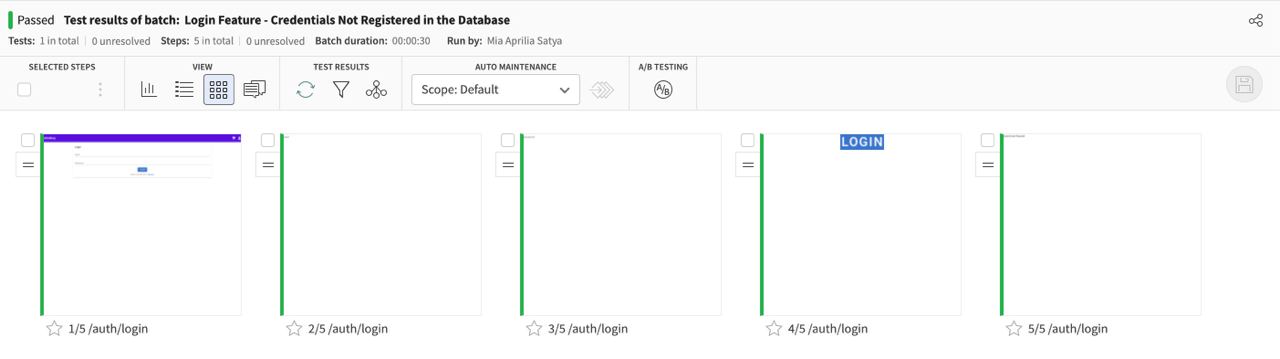 Passed Test results of batch: Login Feature - Credentials Not Registered in the Database
Tests: 1 in total | 0 unresolved Steps: 5 in total | 0 unresolved Batch duration: 00:00:30 Run by: Mia Aprilia Satya
SELECTED STEPS VIEW TEST RESULTS AUTO MAINTENANCE A/B TESTING
Scope: Default A/B
LOGIN
1/5 /auth/login 2/5 /auth/login 3/5 /auth/login 4/5 /auth/login 5/5 /auth/login